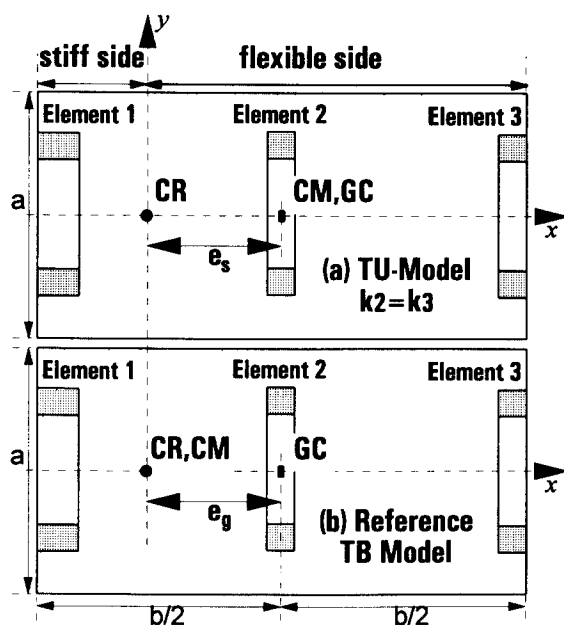 y
stiff side
flexible side
Element 1
Element 2
Element 3
a
CR
CM,GC
x
e_s
(a) TU-Model
k2=k3
Element 1
Element 2
Element 3
a
CR,CM
GC
x
e_g
(b) Reference
TB Model
b/2
b/2